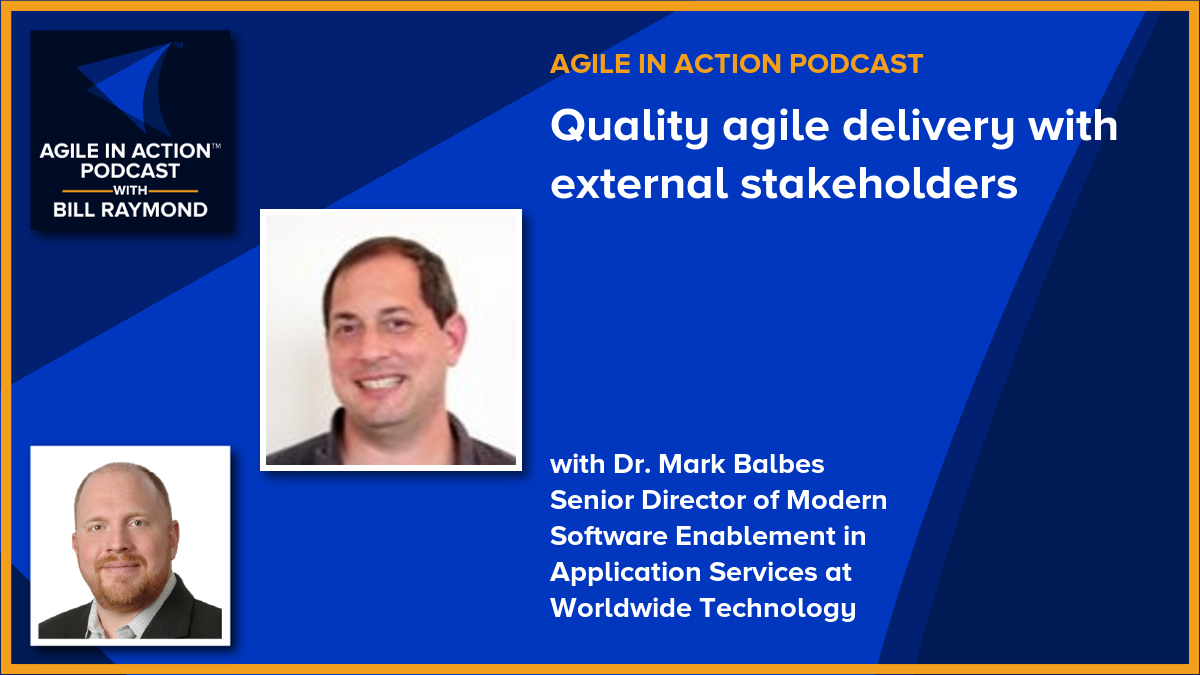 TM
AGILE IN ACTION™
PODCAST
WITH
BILL RAYMOND
AGILE IN ACTION PODCAST
Quality agile delivery with
external stakeholders
with Dr. Mark Balbes
Senior Director of Modern
Software Enablement in
Application Services at
Worldwide Technology